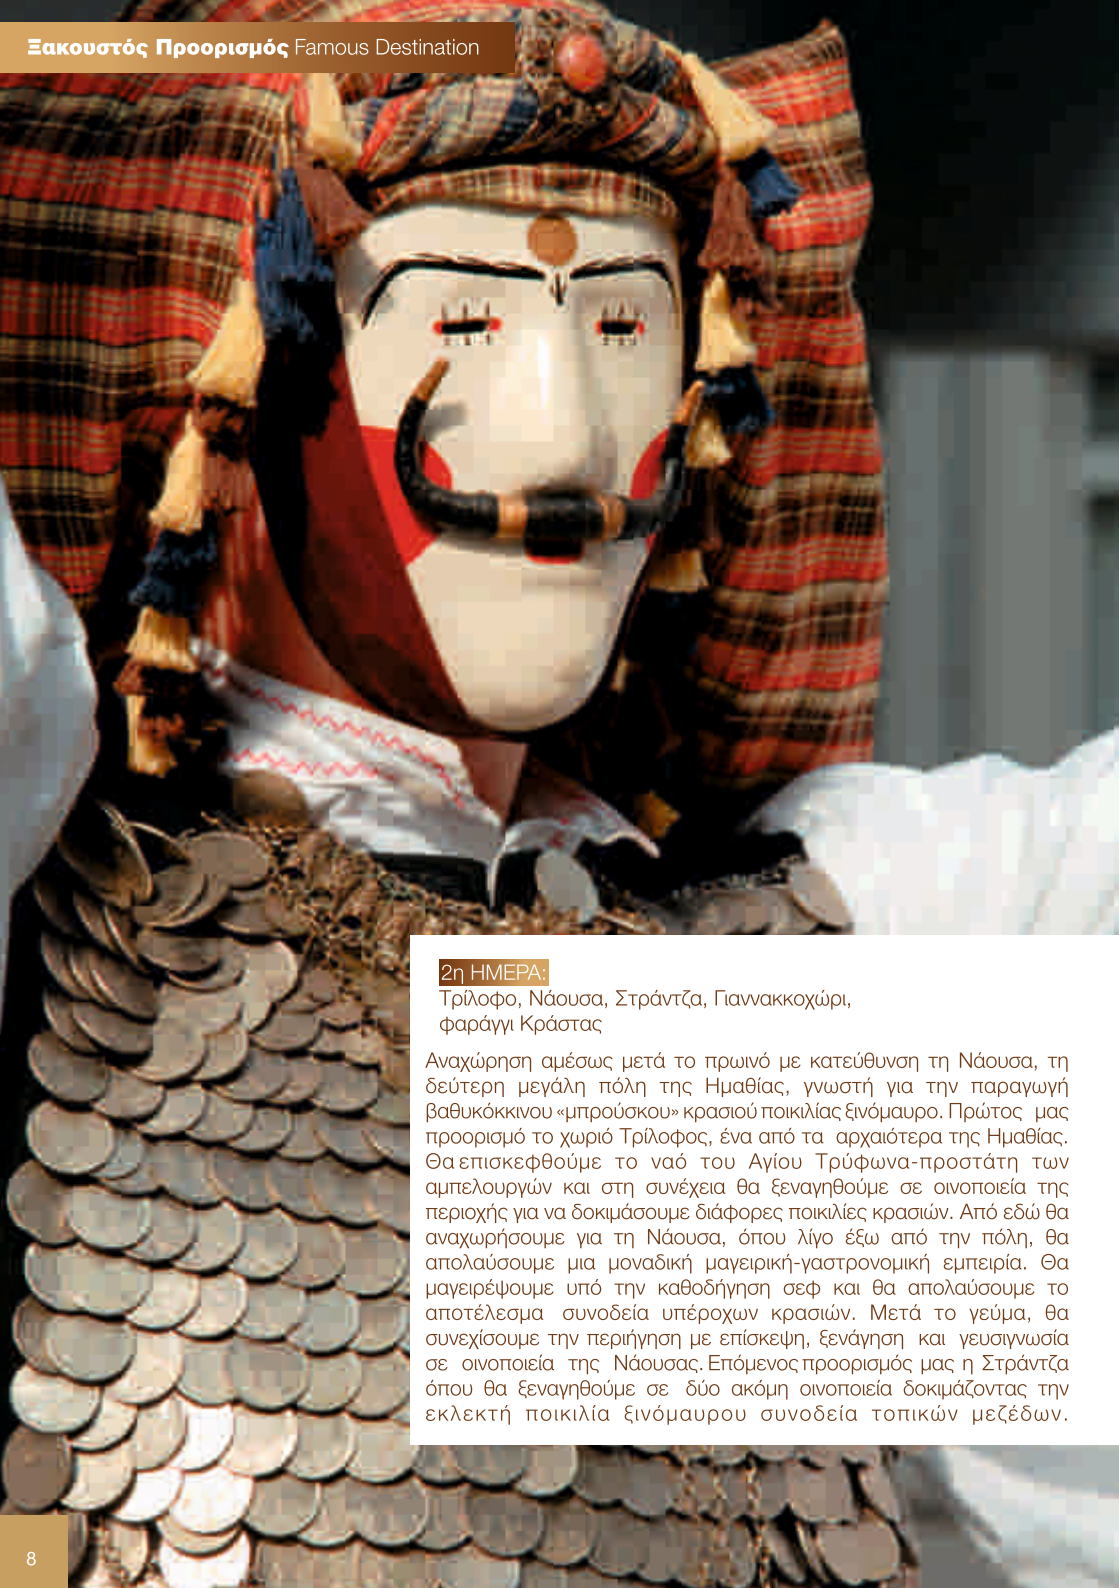 Ξακουστός Προορισμός Famous Destination
2η ΗΜΕΡΑ:
Τρίλοφο, Νάουσα, Στράντζα, Γιαννακκοχώρι,
φαράγγι Κράστας
Αναχώρηση αμέσως μετά το πρωινό με κατεύθυνση τη Νάουσα, τη
δεύτερη μεγάλη πόλη της Ημαθίας, γνωστή για την παραγωγή
βαθυκόκκινου «μπρούσκου» κρασιού ποικιλίας ξινόμαυρο. Πρώτος μας
προορισμό το χωριό Τρίλοφος, ένα από τα αρχαιότερα της Ημαθίας.
Θα επισκεφθούμε το ναό του Αγίου Τρύφωνα-προστάτη των
αμπελουργών και στη συνέχεια θα ξεναγηθούμε σε οινοποιεία της
περιοχής για να δοκιμάσουμε διάφορες ποικιλίες κρασιών. Από εδώ θα
αναχωρήσουμε για τη Νάουσα, όπου λίγο έξω από την πόλη, θα
απολαύσουμε μια μοναδική μαγειρική-γαστρονομική εμπειρία. Θα
μαγειρέψουμε υπό την καθοδήγηση σεφ και θα απολαύσουμε το
αποτέλεσμα συνοδεία υπέροχων κρασιών. Μετά το γεύμα, θα
συνεχίσουμε την περιήγηση με επίσκεψη, ξενάγηση και γευσιγνωσία
σε οινοποιεία της Νάουσας. Επόμενος προορισμός μας η Στράντζα
όπου θα ξεναγηθούμε σε δύο ακόμη οινοποιεία δοκιμάζοντας την
εκλεκτή ποικιλία ξινόμαυρου συνοδεία τοπικών μεζέδων.
8